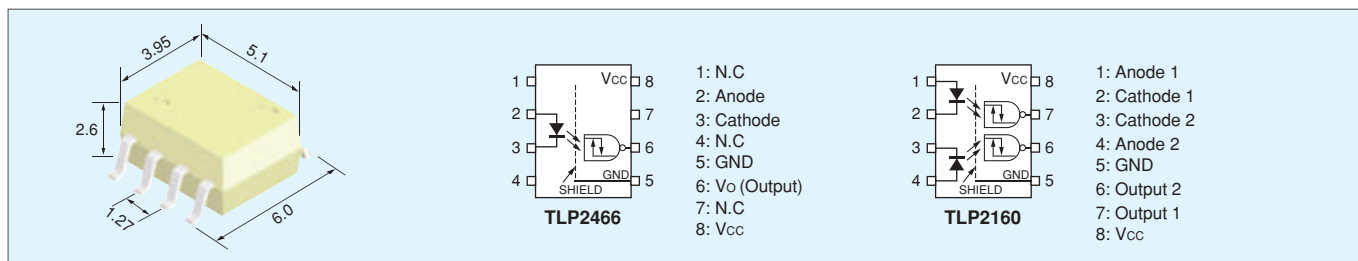 3.95
5.1
2.6
1.27
6.0
1
2
3
4
VCC
8
7
6
5
GND
SHIELD
TLP2466
1: N.C
2: Anode
3: Cathode
4: N.C
5: GND
6: VO (Output)
7: N.C
8: VCC
1
2
3
4
VCC
8
7
6
5
GND
SHIELD
TLP2160
1: Anode 1
2: Cathode 1
3: Cathode 2
4: Anode 2
5: GND
6: Output 2
7: Output 1
8: VCC